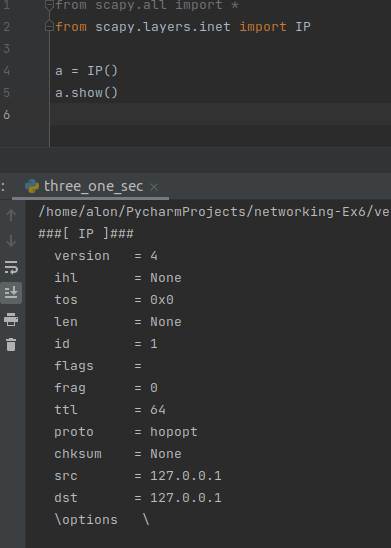 1 from scapy.all import *
2 from scapy.layers.inet import IP
3
4 a = IP()
5 a.show()
6
: three_one_sec ×
/home/alon/PycharmProjects/networking-Ex6/ve
###[ IP ]###
version = 4
ihl = None
tos = 0x0
len = None
id = 1
flags =
frag = 0
ttl = 64
proto = hopopt
chksum = None
src = 127.0.0.1
dst = 127.0.0.1
\options \